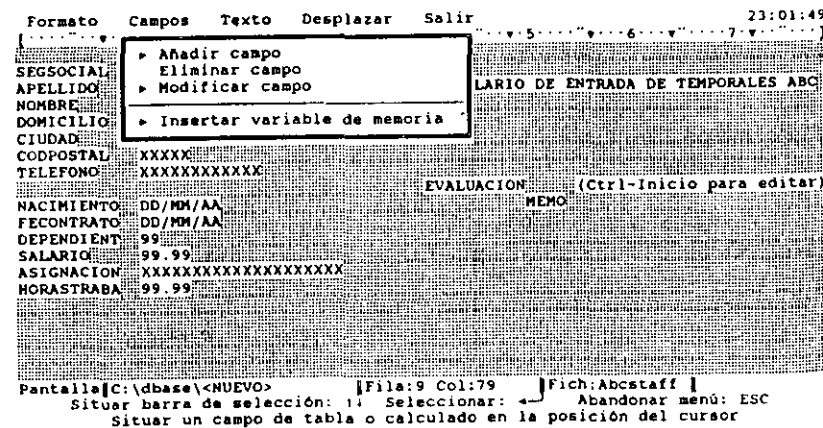 Formato Campos Texto Desplazar Salir 23:01:49
[·······▼ ··▼·5····▼···6····▼····7·▼·····]
► Añadir campo
Eliminar campo
► Modificar campo
► Insertar variable de memoria
SEGSOCIAL
APELLIDO LARIO DE ENTRADA DE TEMPORALES ABC
NOMBRE
DOMICILIO
CIUDAD
CODPOSTAL XXXXX
TELEFONO XXXXXXXXXXXX
EVALUACION (Ctrl-Inicio para editar)
NACIMIENTO DD/MM/AA MEMO
FECONTRATO DD/MM/AA
DEPENDIENT 99
SALARIO 99.99
ASIGNACION XXXXXXXXXXXXXXXXXXXX
HORASTRABA 99.99
Pantalla C:\dbase\<NUEVO> Fila:9 Col:79 Fich:Abcstaff
Situar barra de selección: ↑↓ Seleccionar: ◄─┘ Abandonar menú: ESC
Situar un campo de tabla o calculado en la posición del cursor